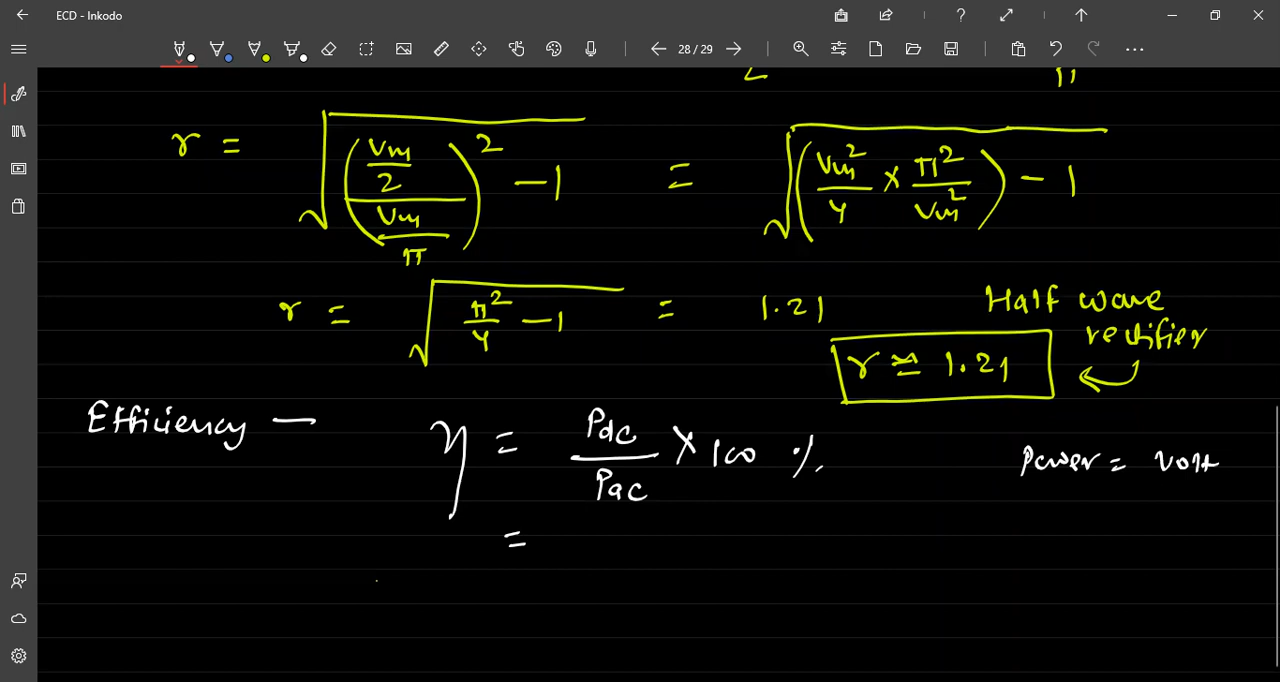 ECD - Inkodo
28 / 29
2 π
r = √((Vm/2)/(Vm/π))² - 1 = √(Vm²/4 × π²/Vm²) - 1
r = √π²/4 - 1 = 1.21
Half wave
rectifier
r ≅ 1.21
Efficiency —
η = Pdc/Pac × 100 %
Power = volt
=